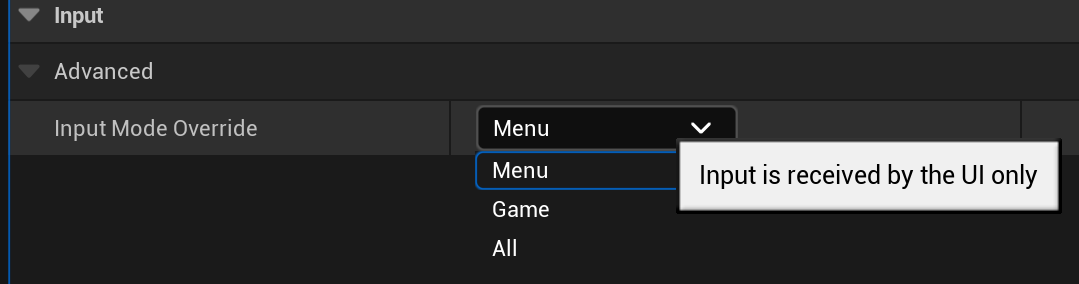 Input
Advanced
Input Mode Override
Menu
Menu
Input is received by the UI only
Game
All